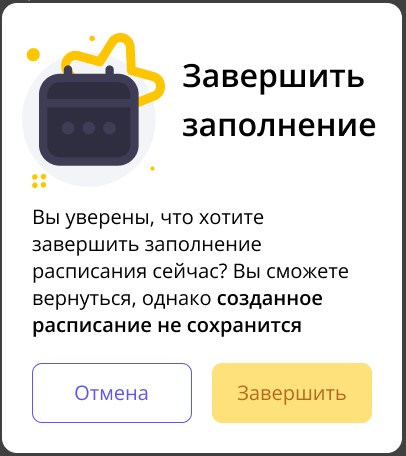 Завершить
заполнение
Вы уверены, что хотите
завершить заполнение
расписания сейчас? Вы сможете
вернуться, однако созданное
расписание не сохранится
Отмена
Завершить